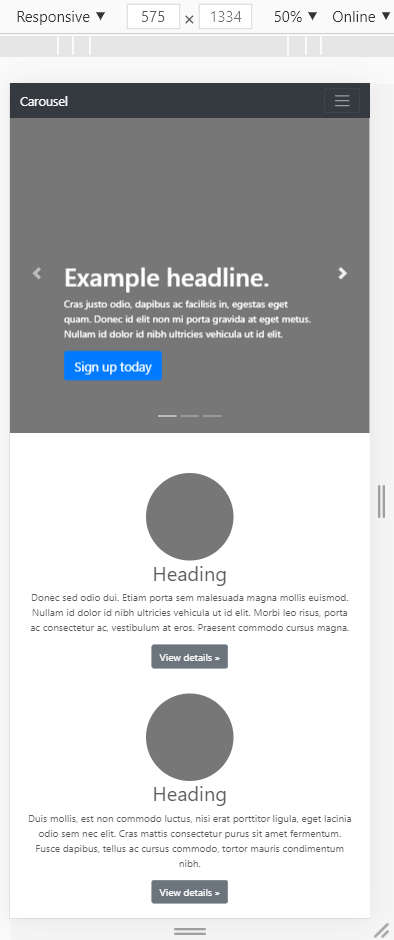 Responsive ▼ 575 × 1334 50% ▼ Online ▼
Carousel
Example headline.
Cras justo odio, dapibus ac facilisis in, egestas eget
quam. Donec id elit non mi porta gravida at eget metus.
Nullam id dolor id nibh ultricies vehicula ut id elit.
Sign up today
Heading
Donec sed odio dui. Etiam porta sem malesuada magna mollis euismod.
Nullam id dolor id nibh ultricies vehicula ut id elit. Morbi leo risus, porta
ac consectetur ac, vestibulum at eros. Praesent commodo cursus magna.
View details »
Heading
Duis mollis, est non commodo luctus, nisi erat porttitor ligula, eget lacinia
odio sem nec elit. Cras mattis consectetur purus sit amet fermentum.
Fusce dapibus, tellus ac cursus commodo, tortor mauris condimentum
nibh.
View details »